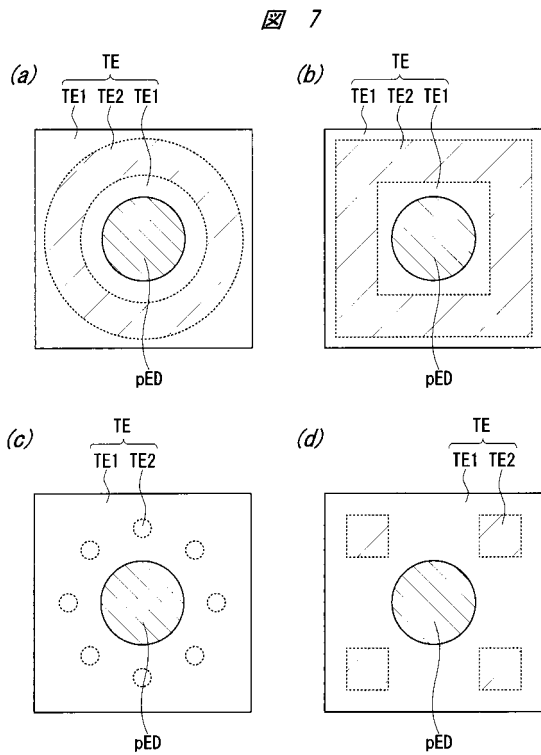 図 7
(a)
TE
TE1 TE2 TE1
pED
(b)
TE
TE1 TE2 TE1
pED
(c)
TE
TE1 TE2
pED
(d)
TE
TE1 TE2
pED